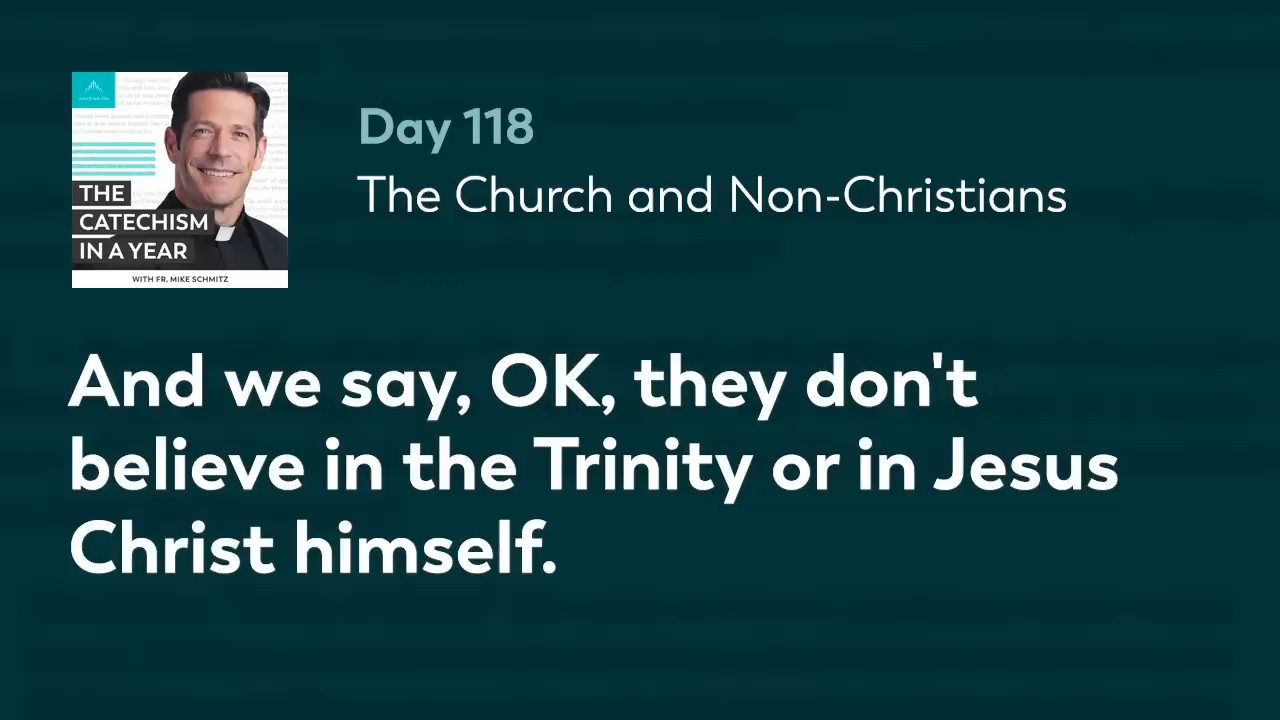 ASCENSION
THE
CATECHISM
IN A YEAR
WITH FR. MIKE SCHMITZ
Day 118
The Church and Non-Christians
And we say, OK, they don't
believe in the Trinity or in Jesus
Christ himself.